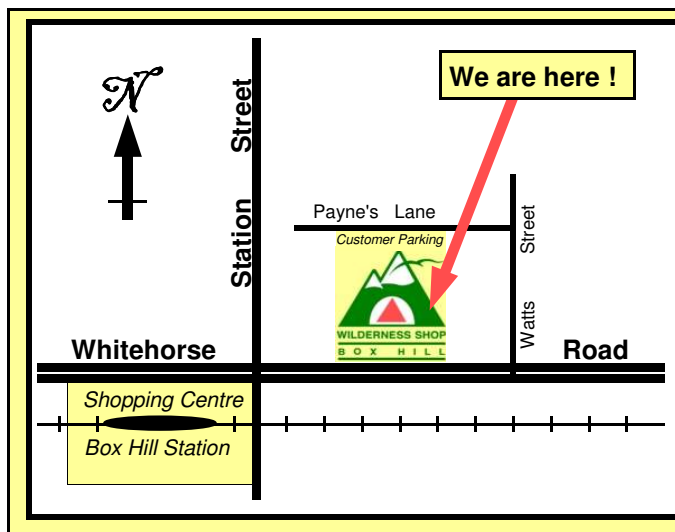 We are here !
N
Station Street
Payne's Lane
Customer Parking
Watts Street
WILDERNESS SHOP
BOX HILL
Whitehorse Road
Shopping Centre
Box Hill Station